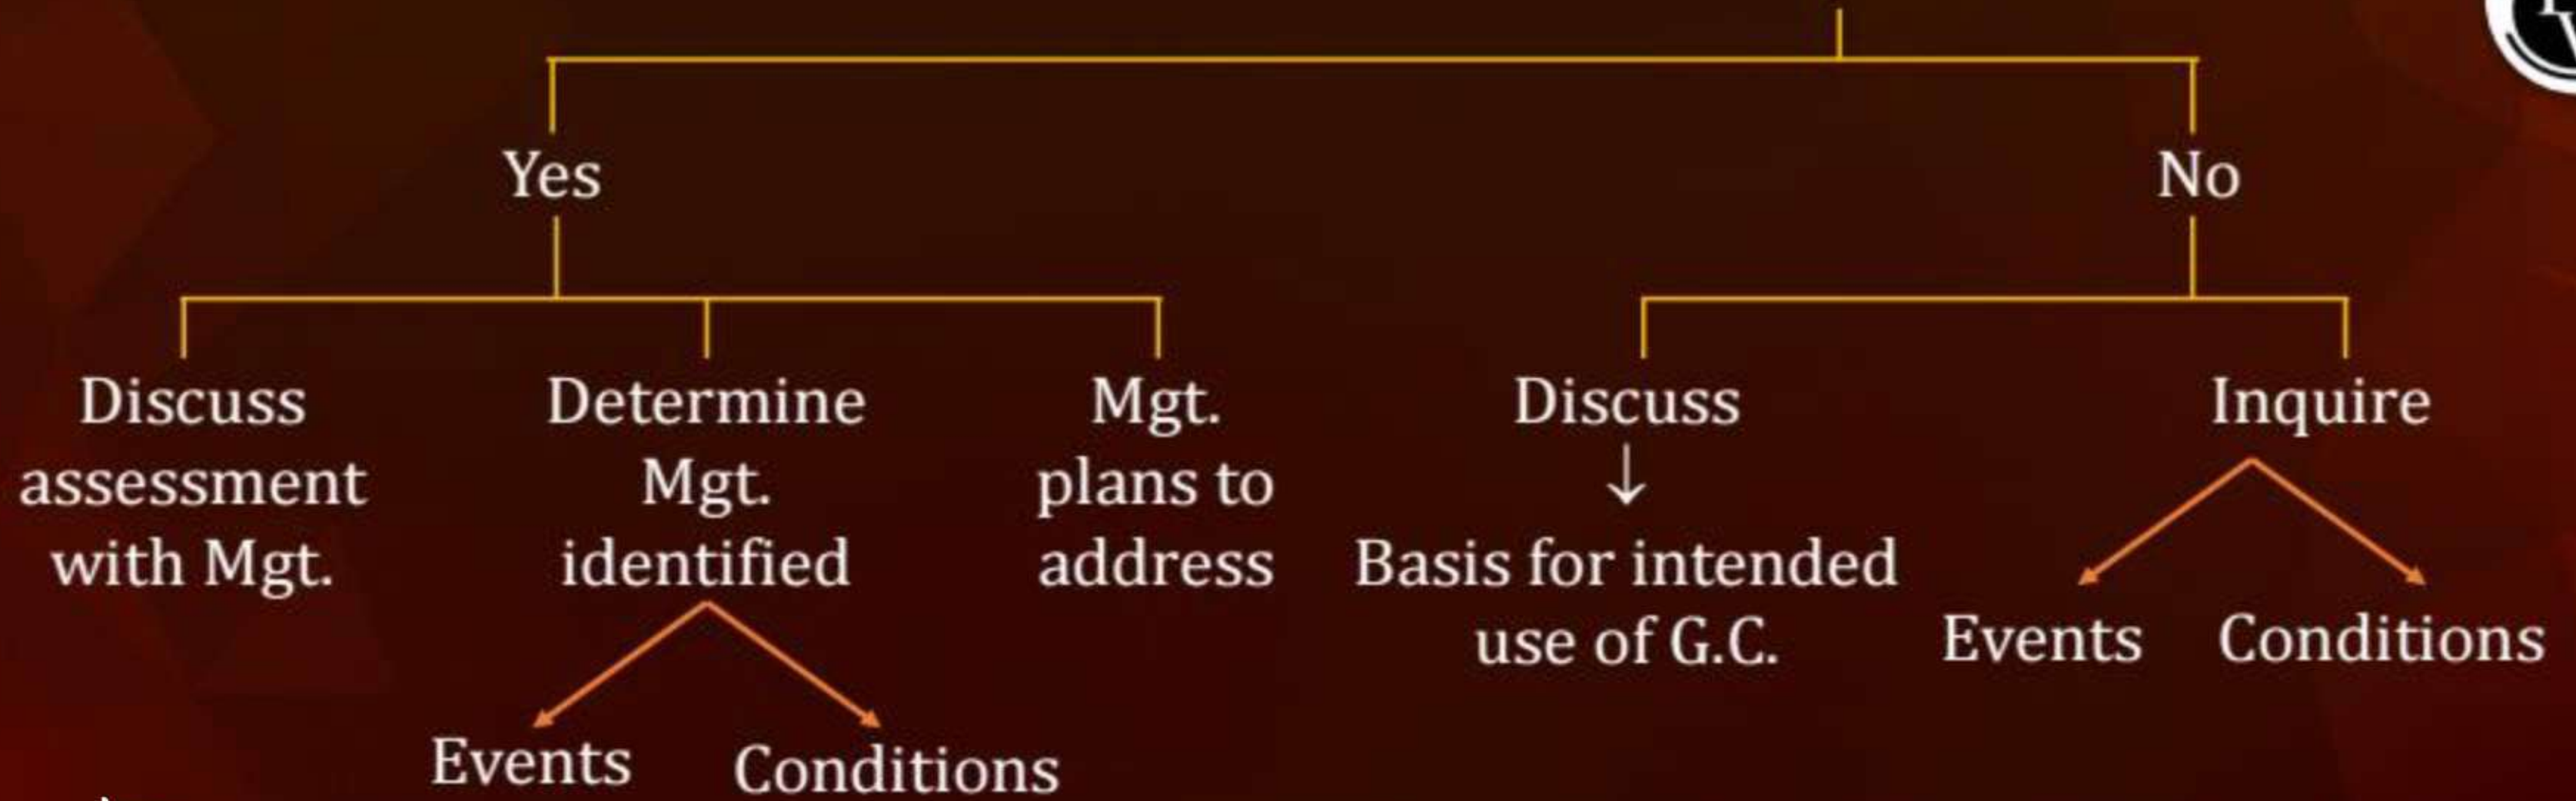 Yes
No
Discuss
assessment
with Mgt.
Determine
Mgt.
identified
Events
Conditions
Mgt.
plans to
address
Discuss
↓
Basis for intended
use of G.C.
Inquire
Events
Conditions